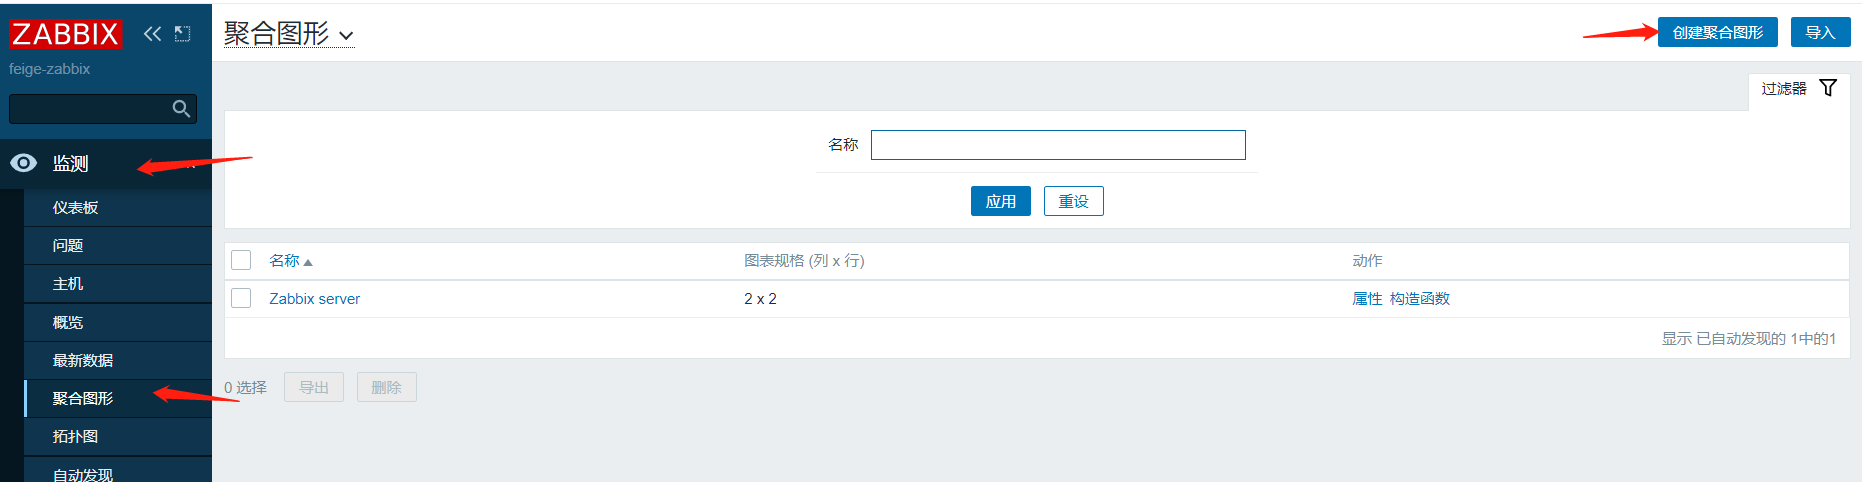 ZABBIX
feige-zabbix
监测
仪表板
问题
主机
概览
最新数据
聚合图形
拓扑图
自动发现
聚合图形
创建聚合图形 导入
过滤器
名称
应用 重设
名称 图表规格 (列 x 行) 动作
Zabbix server 2 x 2 属性 构造函数
显示 已自动发现的 1中的1
0 选择 导出 删除